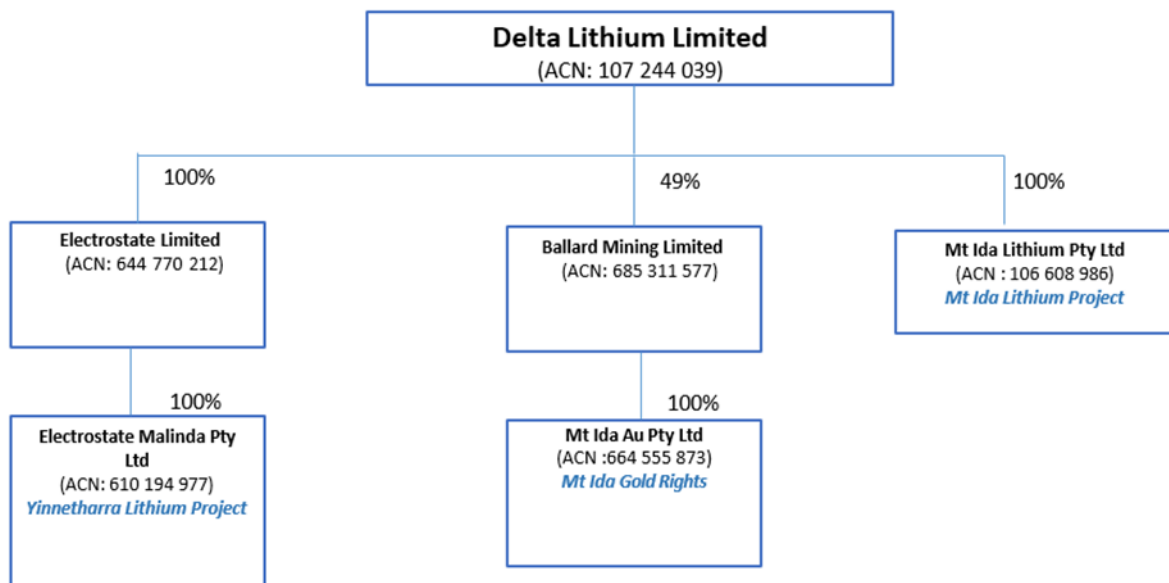 Delta Lithium Limited
(ACN: 107 244 039)
100%
49%
100%
Electrostate Limited
(ACN: 644 770 212)
Ballard Mining Limited
(ACN: 685 311 577)
Mt Ida Lithium Pty Ltd
(ACN : 106 608 986)
Mt Ida Lithium Project
100%
100%
Electrostate Malinda Pty
Ltd
(ACN: 610 194 977)
Yinnetharra Lithium Project
Mt Ida Au Pty Ltd
(ACN :664 555 873)
Mt Ida Gold Rights